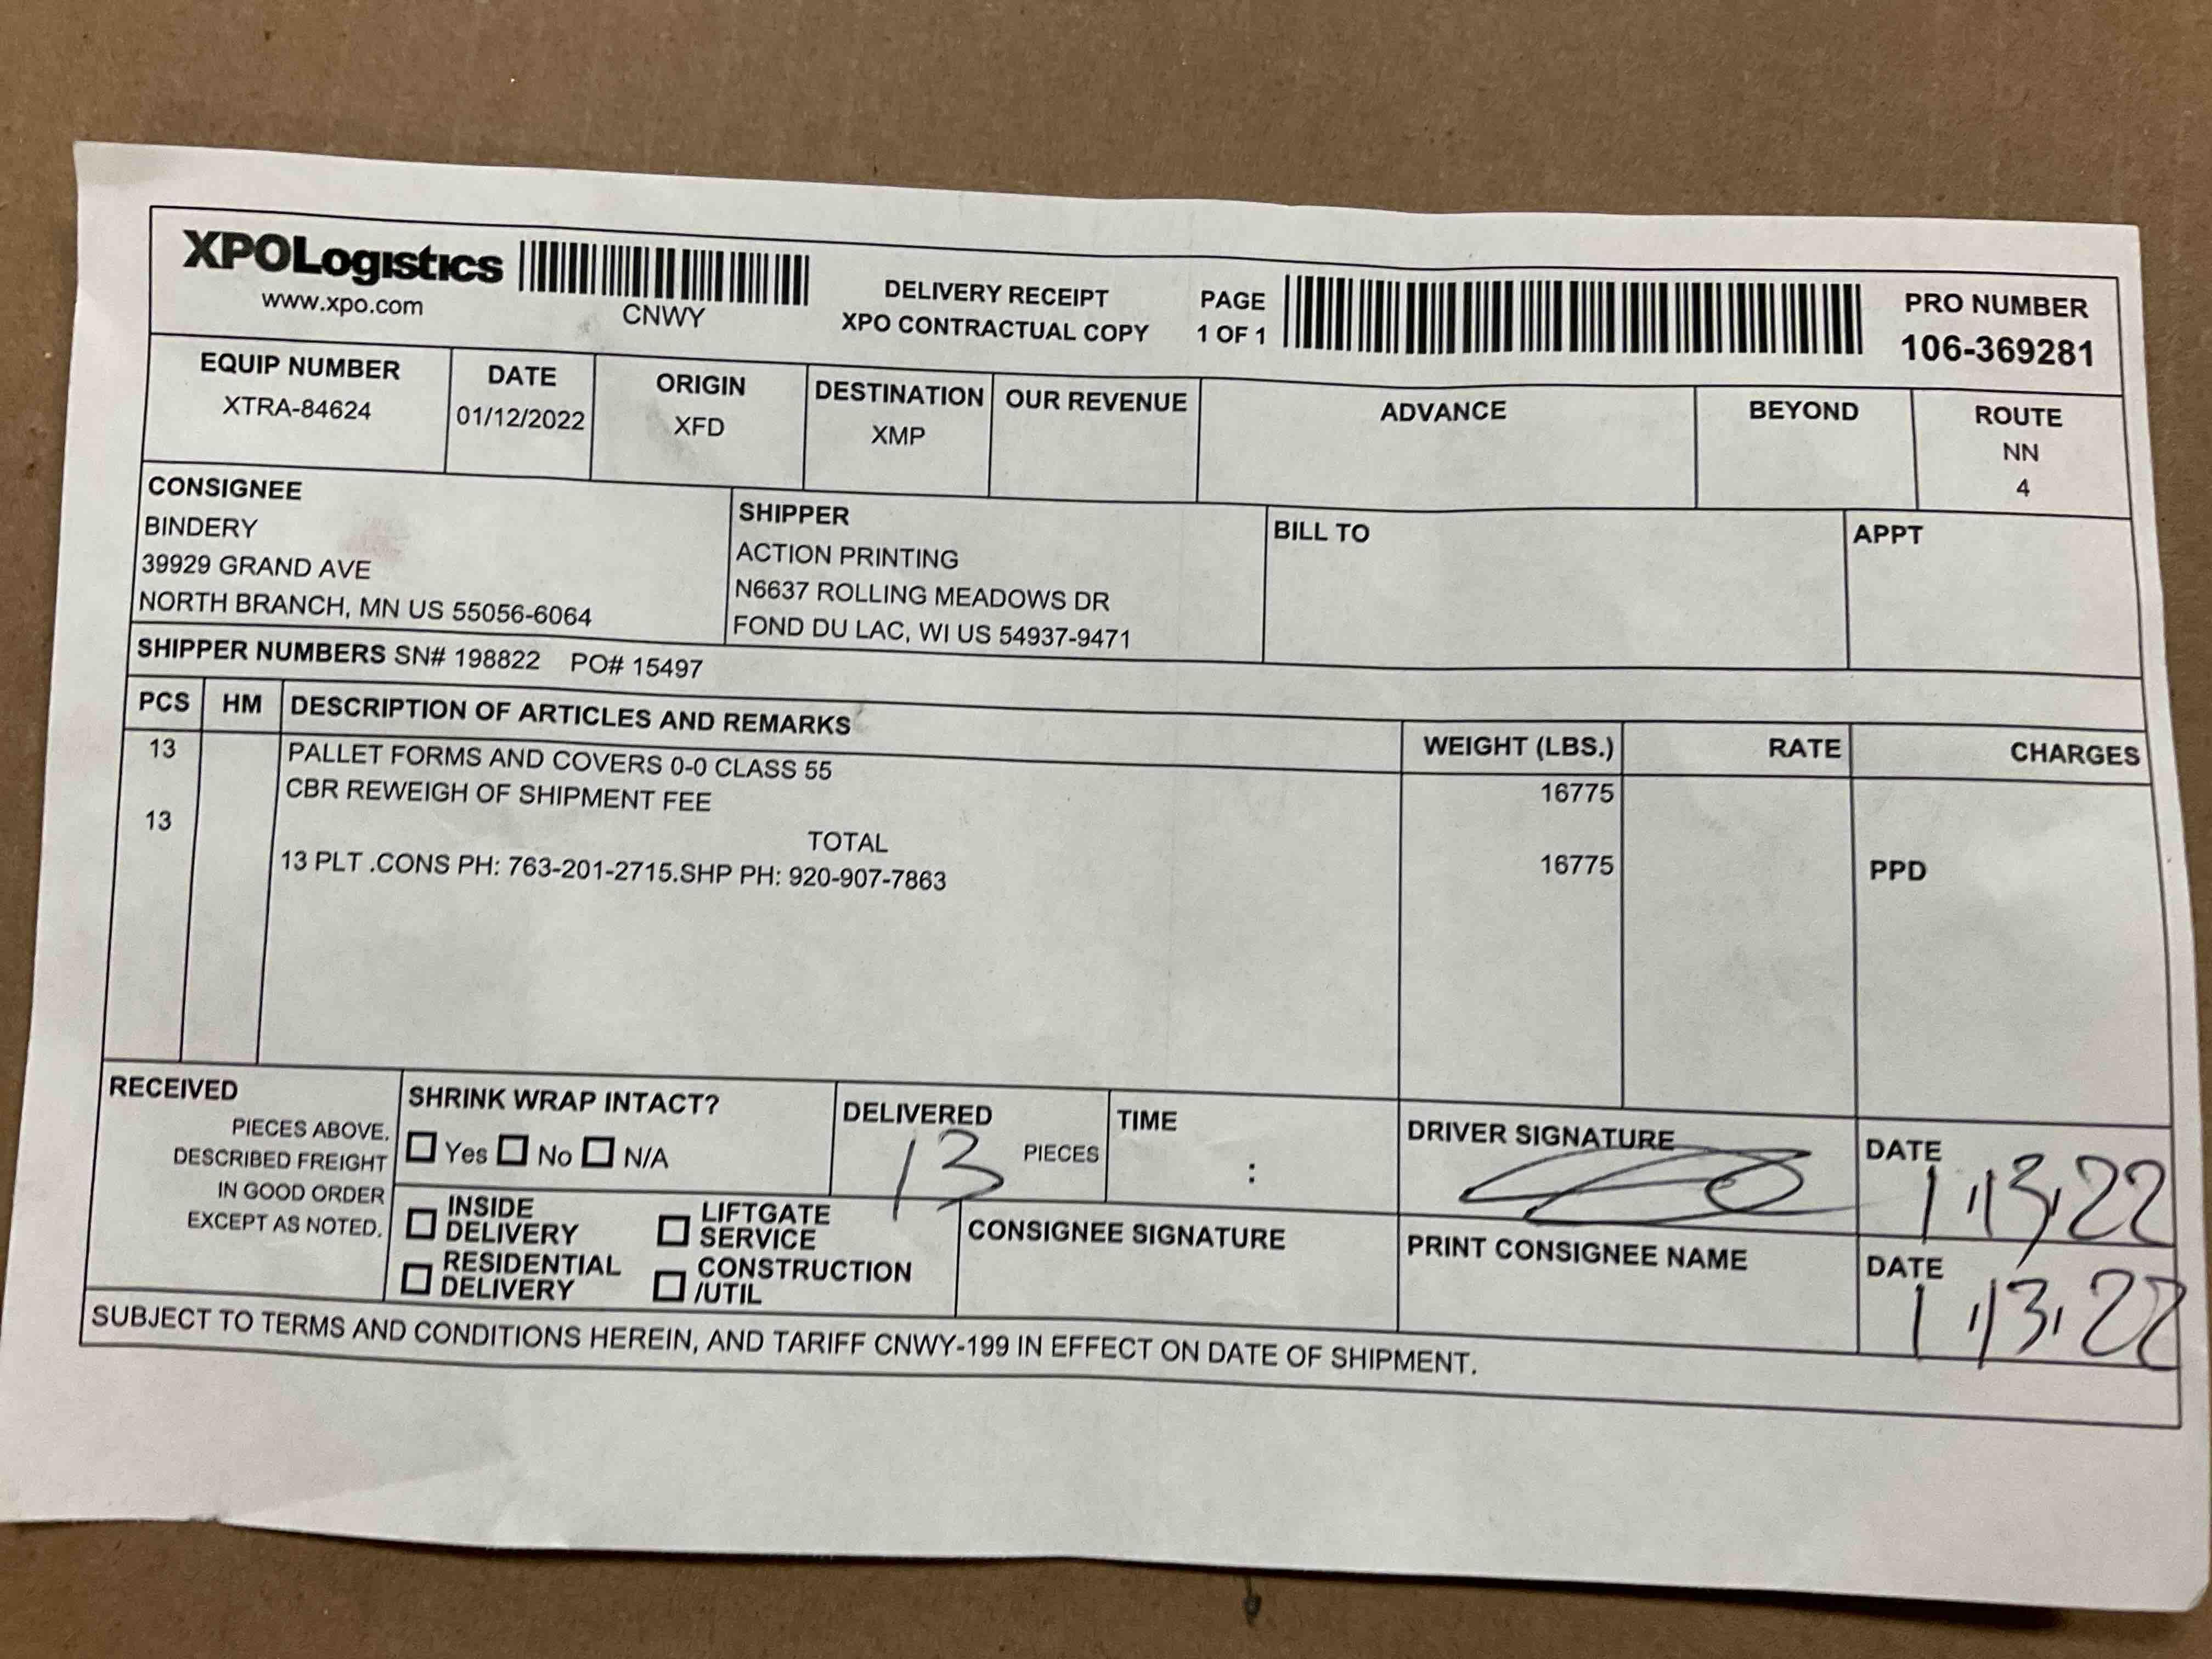 XPOLogistics
www.xpo.com
CNWY
DELIVERY RECEIPT
XPO CONTRACTUAL COPY
PAGE
1 OF 1
PRO NUMBER
106-369281
EQUIP NUMBER
XTRA-84624
DATE
01/12/2022
ORIGIN
XFD
DESTINATION
XMP
OUR REVENUE
ADVANCE
BEYOND
ROUTE
NN
4
CONSIGNEE
BINDERY
39929 GRAND AVE
NORTH BRANCH, MN US 55056-6064
SHIPPER
ACTION PRINTING
N6637 ROLLING MEADOWS DR
FOND DU LAC, WI US 54937-9471
BILL TO
APPT
SHIPPER NUMBERS SN# 198822 PO# 15497
PCS HM DESCRIPTION OF ARTICLES AND REMARKS WEIGHT (LBS.) RATE CHARGES
13 PALLET FORMS AND COVERS 0-0 CLASS 55 16775
CBR REWEIGH OF SHIPMENT FEE
13 TOTAL 16775 PPD
13 PLT .CONS PH: 763-201-2715.SHP PH: 920-907-7863
RECEIVED
PIECES ABOVE,
DESCRIBED FREIGHT
IN GOOD ORDER
EXCEPT AS NOTED.
SHRINK WRAP INTACT?
Yes No N/A
DELIVERED
13 PIECES
TIME
:
DRIVER SIGNATURE
DATE
1.13.22
INSIDE
DELIVERY
LIFTGATE
SERVICE
RESIDENTIAL
DELIVERY
CONSTRUCTION
/UTIL
CONSIGNEE SIGNATURE
PRINT CONSIGNEE NAME
DATE
1.13.22
SUBJECT TO TERMS AND CONDITIONS HEREIN, AND TARIFF CNWY-199 IN EFFECT ON DATE OF SHIPMENT.